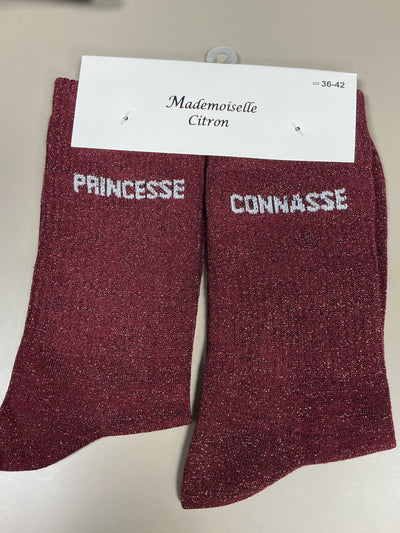 36-42
Mademoiselle
Citron
PRINCESSE
CONNASSE